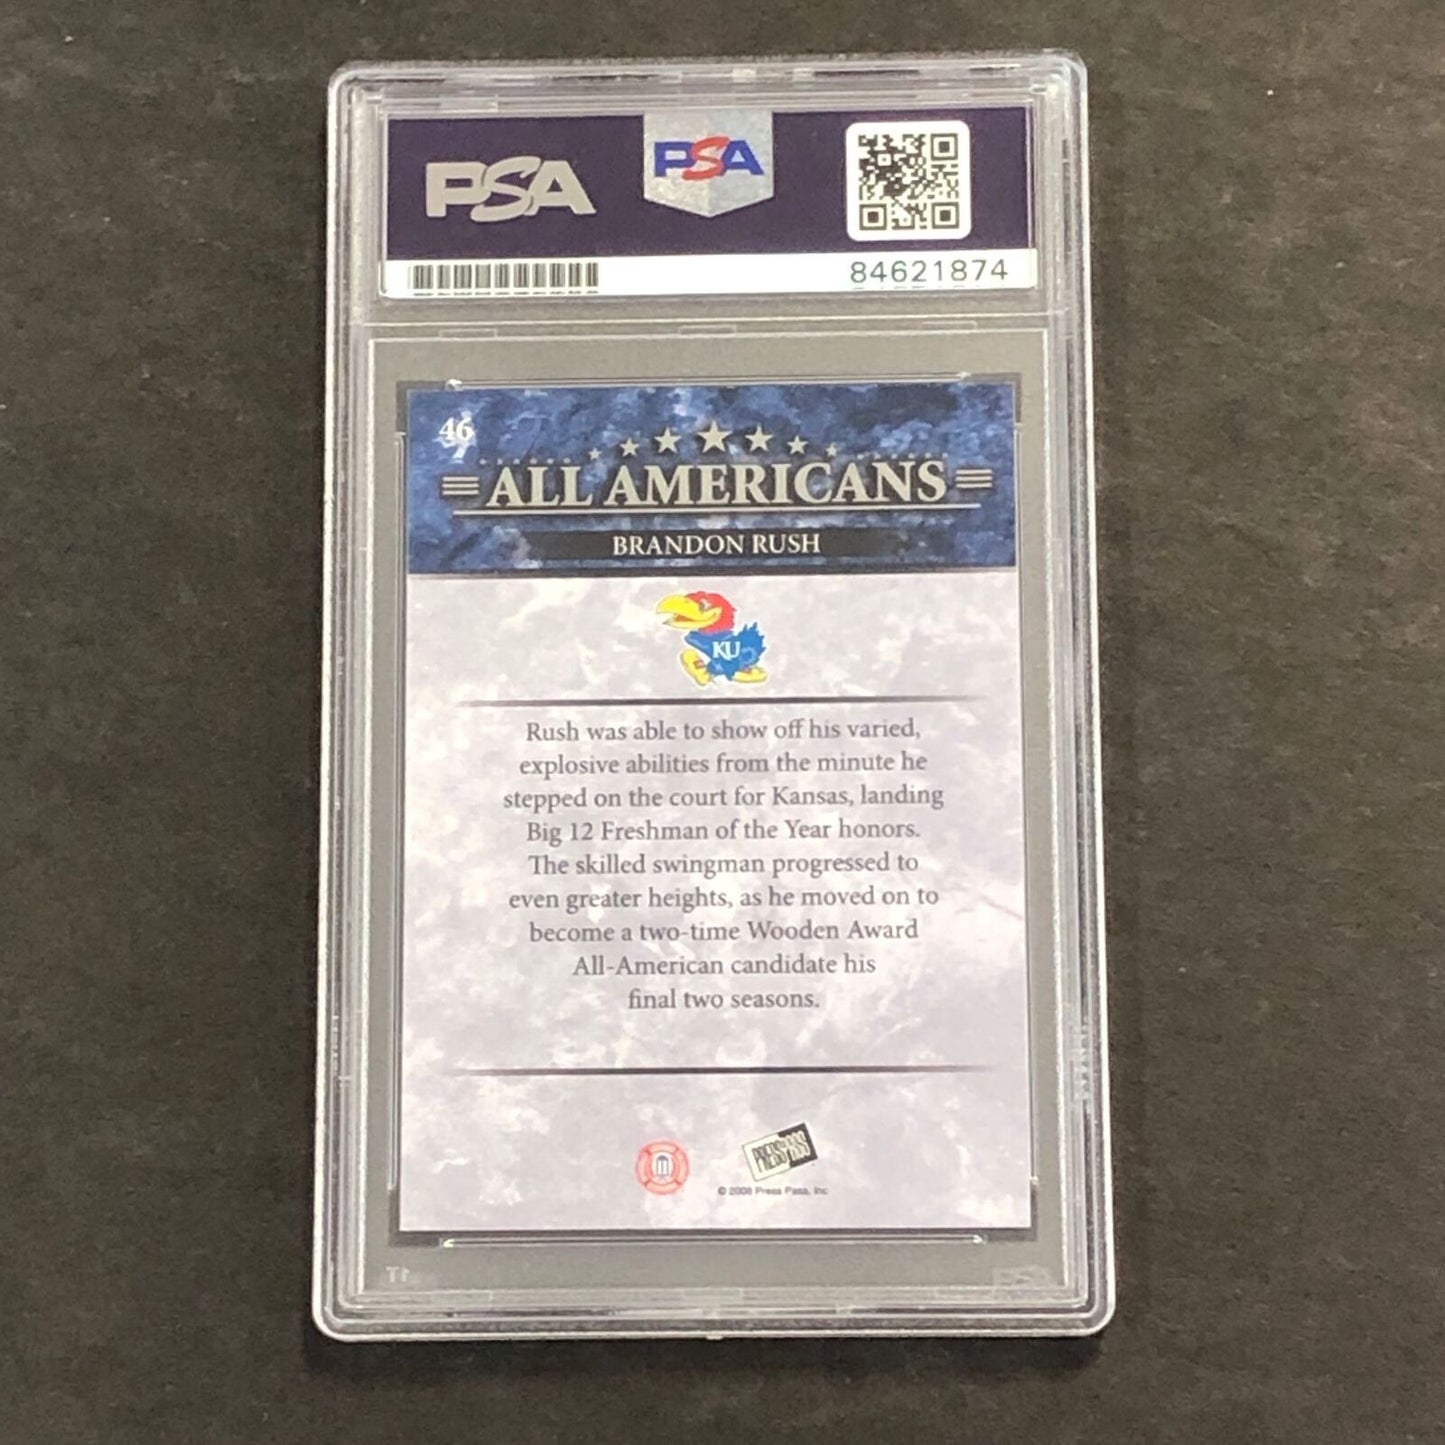 PSA
PSA
84621874
46
ALL AMERICANS
BRANDON RUSH
KU
Rush was able to show off his varied,
explosive abilities from the minute he
stepped on the court for Kansas, landing
Big 12 Freshman of the Year honors.
The skilled swingman progressed to
even greater heights, as he moved on to
become a two-time Wooden Award
All-American candidate his
final two seasons.
PRESS PASS
© 2008 Press Pass, Inc
PSA